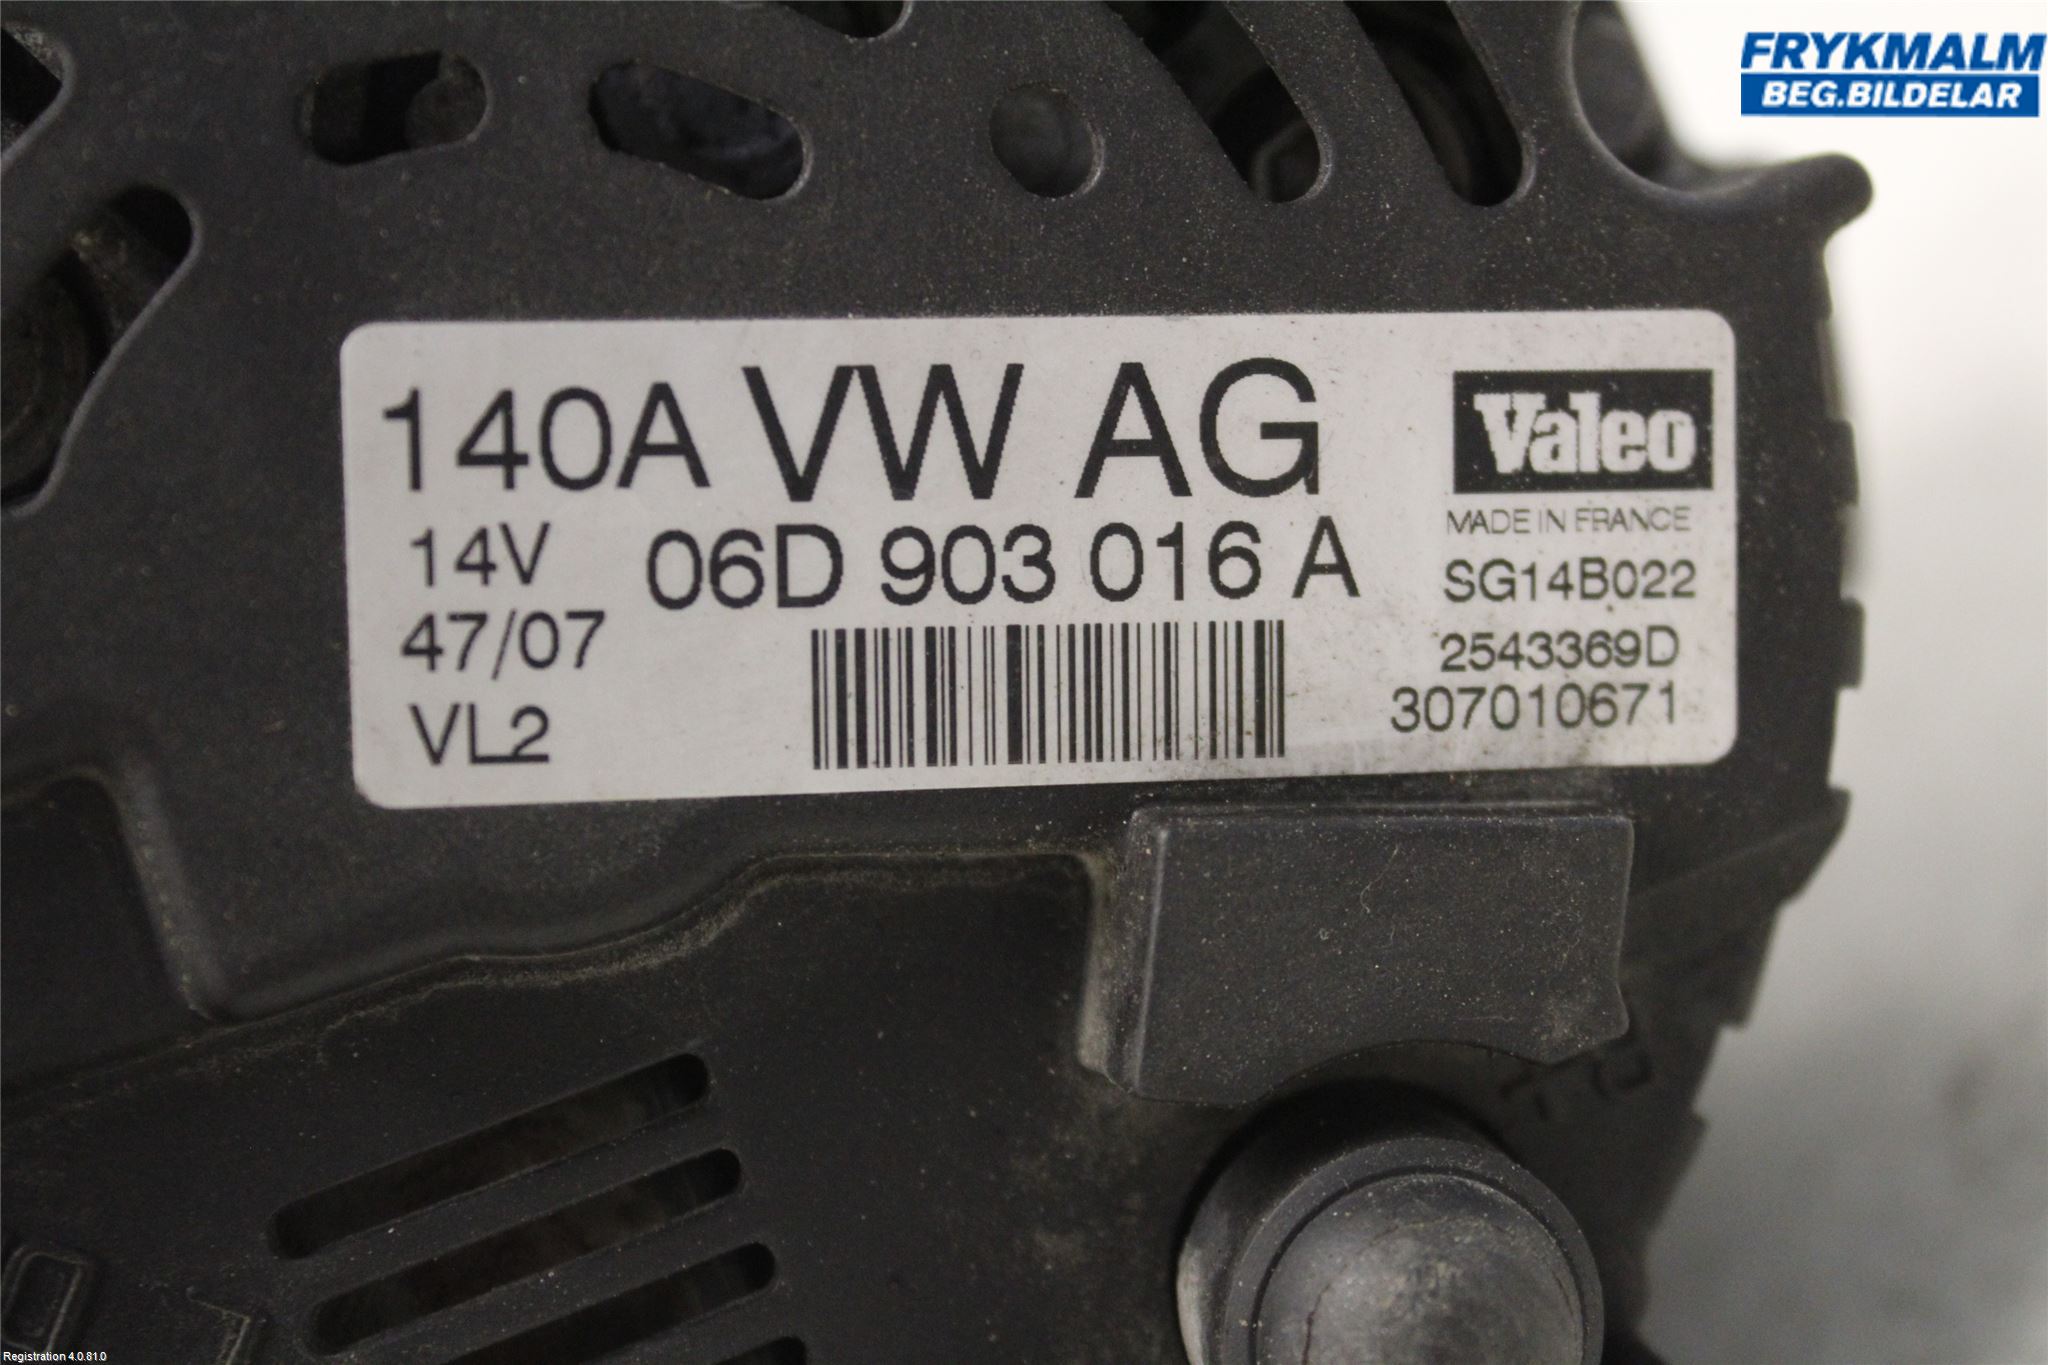 FRYKMALM
BEG.BILDELAR
140A VW AG
Valeo
MADE IN FRANCE
14V
06D 903 016 A
SG14B022
47/07
2543369D
VL2
307010671
Registration 4.0.81.0